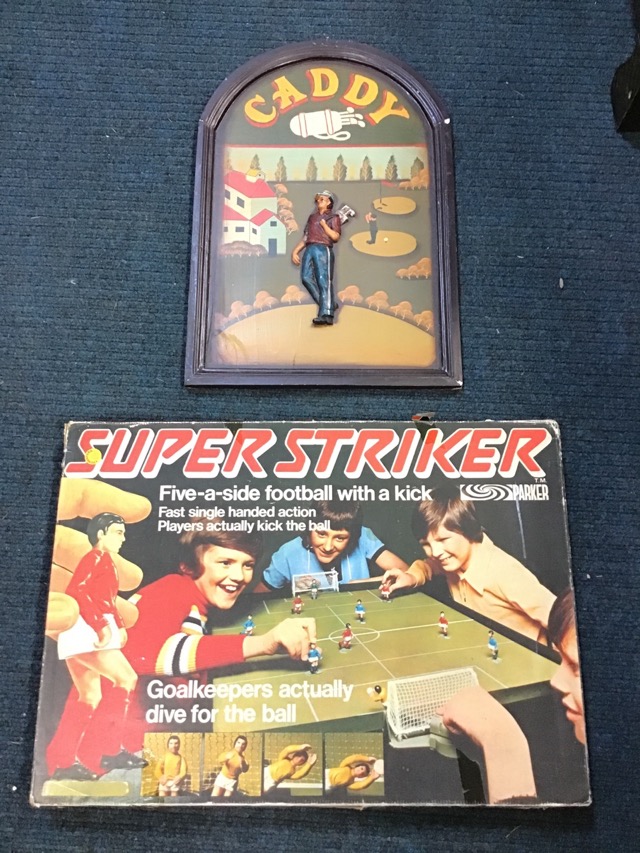 CADDY
SUPER STRIKER
T.M.
Five-a-side football with a kick
PARKER
Fast single handed action
Players actually kick the ball
Goalkeepers actually
dive for the ball